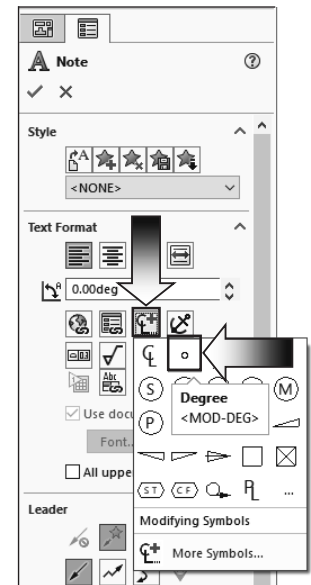 Note
Style
<NONE>
Text Format
0.00deg
Degree
<MOD-DEG>
Use docu
Font..
All uppe
Leader
Modifying Symbols
More Symbols...